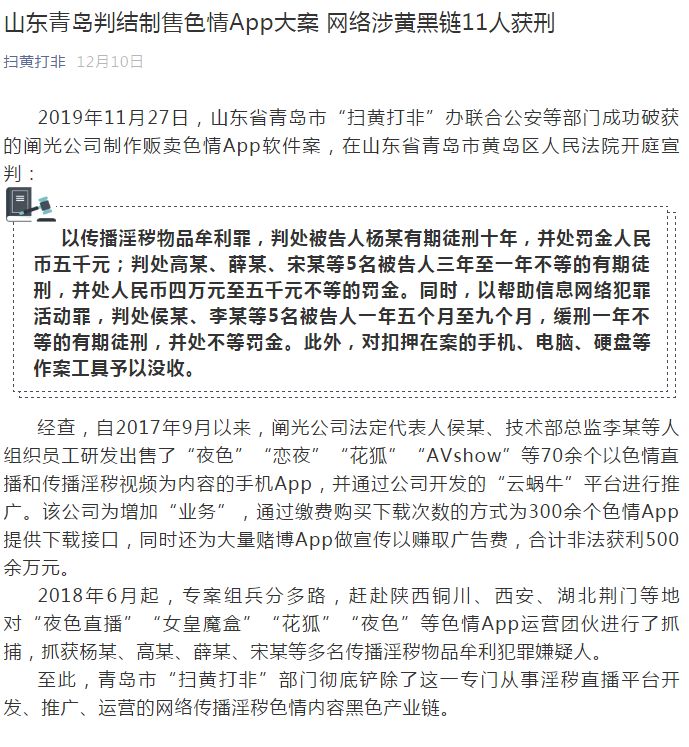 山东青岛判结制售色情App大案 网络涉黄黑链11人获刑
扫黄打非 12月10日
2019年11月27日，山东省青岛市“扫黄打非”办联合公安等部门成功破获
的阐光公司制作贩卖色情App软件案，在山东省青岛市黄岛区人民法院开庭宣
判：
以传播淫秽物品牟利罪，判处被告人杨某有期徒刑十年，并处罚金人民
币五千元；判处高某、薛某、宋某等5名被告人三年至一年不等的有期徒
刑，并处人民币四万元至五千元不等的罚金。同时，以帮助信息网络犯罪
活动罪，判处侯某、李某等5名被告人一年五个月至九个月，缓刑一年不
等的有期徒刑，并处不等罚金。此外，对扣押在案的手机、电脑、硬盘等
作案工具予以没收。
经查，自2017年9月以来，阐光公司法定代表人侯某、技术部总监李某等人
组织员工研发出售了“夜色”“恋夜”“花狐”“AVshow”等70余个以色情直
播和传播淫秽视频为内容的手机App，并通过公司开发的“云蜗牛”平台进行推
广。该公司为增加“业务”，通过缴费购买下载次数的方式为300余个色情App
提供下载接口，同时还为大量赌博App做宣传以赚取广告费，合计非法获利500
余万元。
2018年6月起，专案组兵分多路，赶赴陕西铜川、西安、湖北荆门等地
对“夜色直播”“女皇魔盒”“花狐”“夜色”等色情App运营团伙进行了抓
捕，抓获杨某、高某、薛某、宋某等多名传播淫秽物品牟利犯罪嫌疑人。
至此，青岛市“扫黄打非”部门彻底铲除了这一专门从事淫秽直播平台开
发、推广、运营的网络传播淫秽色情内容黑色产业链。